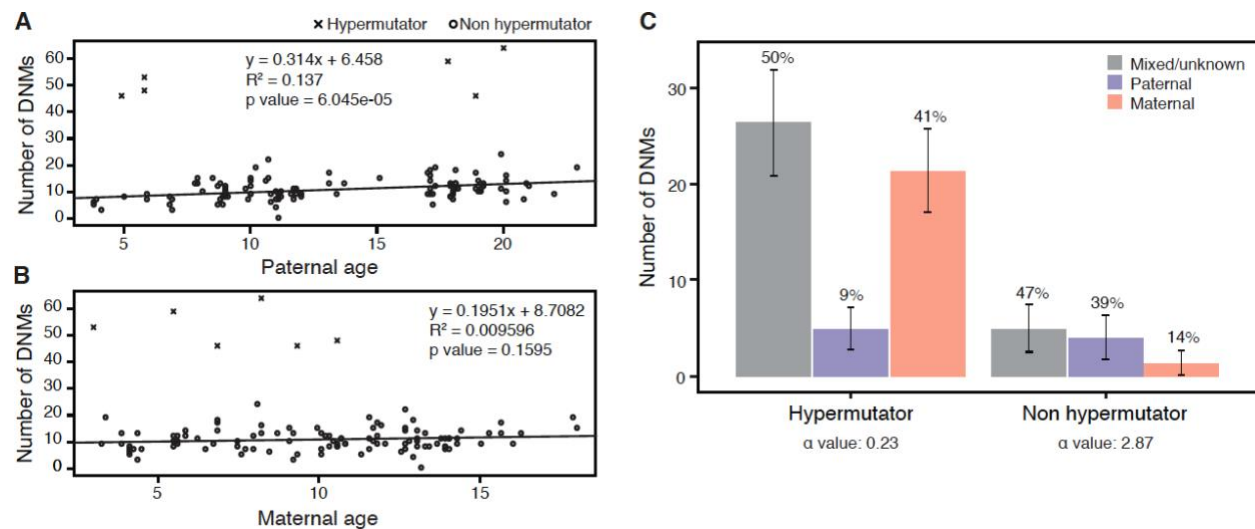 A
× Hypermutator ○ Non hypermutator
Number of DNMs
60
50
40
30
20
10
0
y = 0.314x + 6.458
R² = 0.137
p value = 6.045e-05
5 10 15 20
Paternal age
B
Number of DNMs
60
50
40
30
20
10
0
y = 0.1951x + 8.7082
R² = 0.009596
p value = 0.1595
5 10 15
Maternal age
C
Number of DNMs
30
20
10
0
Mixed/unknown
Paternal
Maternal
50%
9%
41%
47%
39%
14%
Hypermutator Non hypermutator
α value: 0.23 α value: 2.87